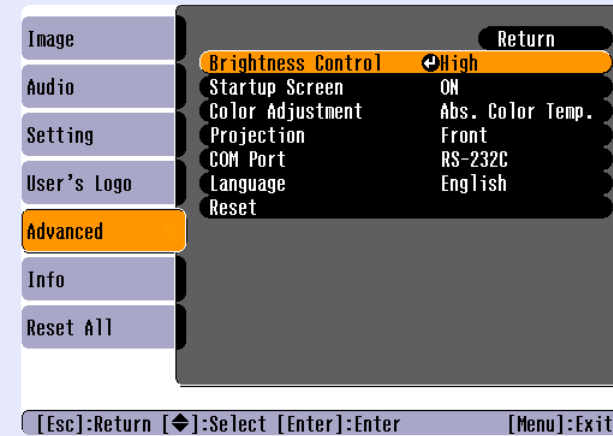 Image
Audio
Setting
User's Logo
Advanced
Info
Reset All
Return
Brightness Control High
Startup Screen ON
Color Adjustment Abs. Color Temp.
Projection Front
COM Port RS-232C
Language English
Reset
[Esc]:Return [◆]:Select [Enter]:Enter [Menu]:Exit